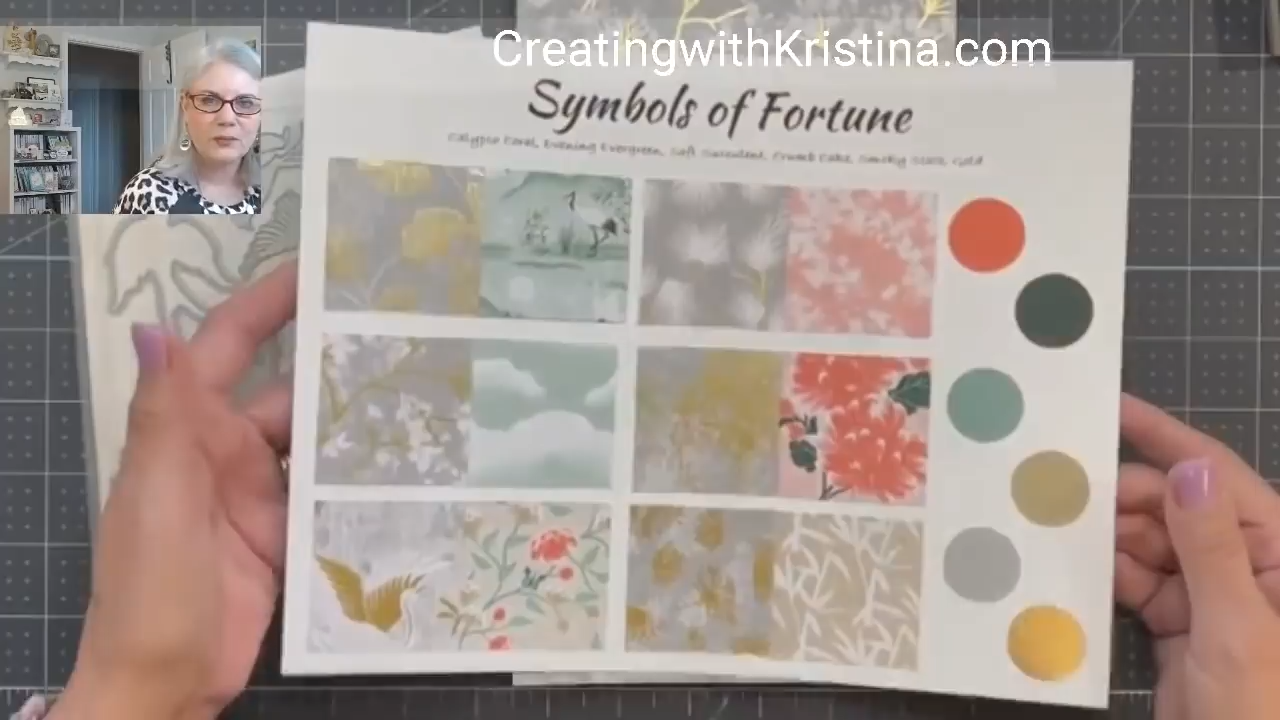 CreatingwithKristina.com
Symbols of Fortune
Calypso Coral, Evening Evergreen, Soft Succulent, Crumb Cake, Smoky Slate, Gold